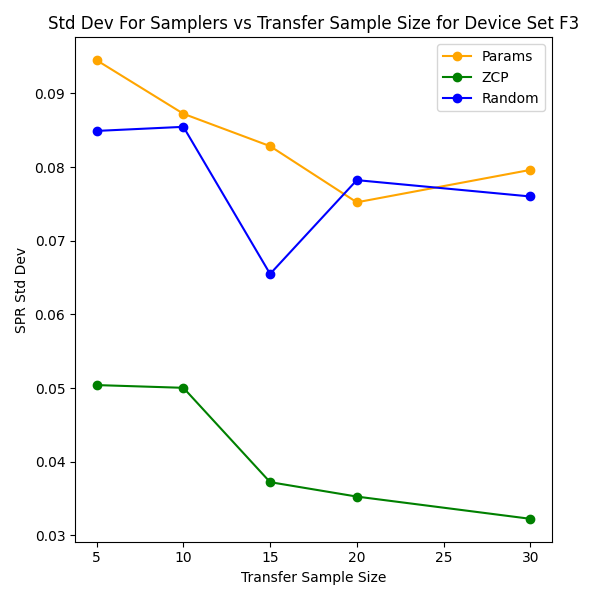 Std Dev For Samplers vs Transfer Sample Size for Device Set F3
Params
ZCP
Random
0.09
0.08
0.07
0.06
0.05
0.04
0.03
SPR Std Dev
5 10 15 20 25 30
Transfer Sample Size